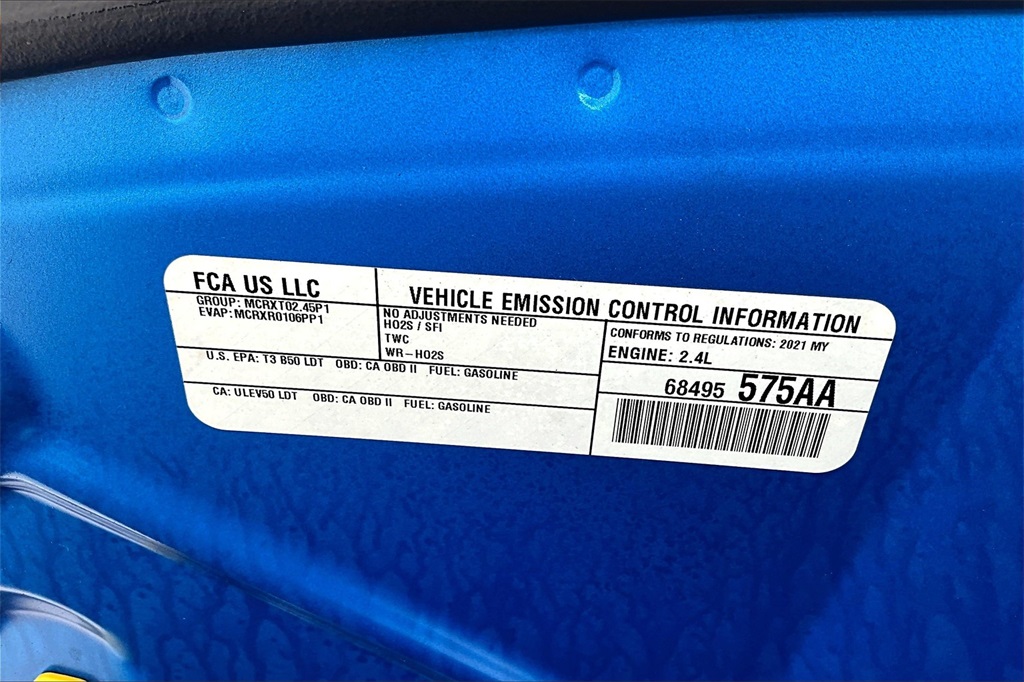 FCA US LLC
GROUP: MCRXT02.45P1
EVAP: MCRXR0106PP1
VEHICLE EMISSION CONTROL INFORMATION
NO ADJUSTMENTS NEEDED
HO2S / SFI
TWC
WR-HO2S
CONFORMS TO REGULATIONS: 2021 MY
ENGINE: 2.4L
U.S. EPA: T3 B50 LDT OBD: CA OBD II FUEL: GASOLINE
CA: ULEV50 LDT OBD: CA OBD II FUEL: GASOLINE
68495 575AA